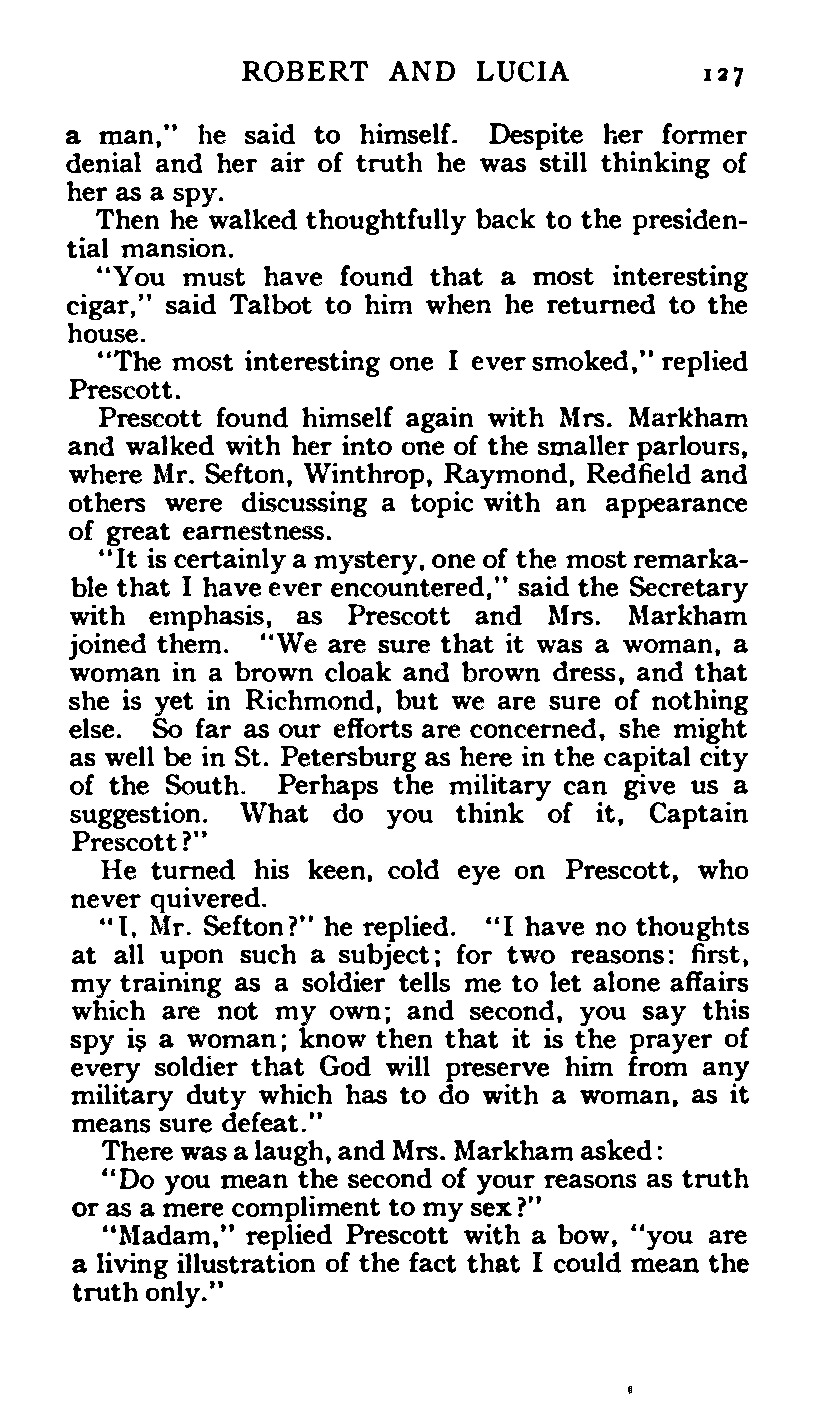 ROBERT AND LUCIA 127
a man," he said to himself. Despite her former
denial and her air of truth he was still thinking of
her as a spy.
Then he walked thoughtfully back to the presiden-
tial mansion.
"You must have found that a most interesting
cigar," said Talbot to him when he returned to the
house.
"The most interesting one I ever smoked," replied
Prescott.
Prescott found himself again with Mrs. Markham
and walked with her into one of the smaller parlours,
where Mr. Sefton, Winthrop, Raymond, Redfield and
others were discussing a topic with an appearance
of great earnestness.
"It is certainly a mystery, one of the most remarka-
ble that I have ever encountered," said the Secretary
with emphasis, as Prescott and Mrs. Markham
joined them. "We are sure that it was a woman, a
woman in a brown cloak and brown dress, and that
she is yet in Richmond, but we are sure of nothing
else. So far as our efforts are concerned, she might
as well be in St. Petersburg as here in the capital city
of the South. Perhaps the military can give us a
suggestion. What do you think of it, Captain
Prescott?"
He turned his keen, cold eye on Prescott, who
never quivered.
"I, Mr. Sefton?" he replied. "I have no thoughts
at all upon such a subject; for two reasons: first,
my training as a soldier tells me to let alone affairs
which are not my own; and second, you say this
spy is a woman; know then that it is the prayer of
every soldier that God will preserve him from any
military duty which has to do with a woman, as it
means sure defeat."
There was a laugh, and Mrs. Markham asked:
"Do you mean the second of your reasons as truth
or as a mere compliment to my sex?"
"Madam," replied Prescott with a bow, "you are
a living illustration of the fact that I could mean the
truth only."